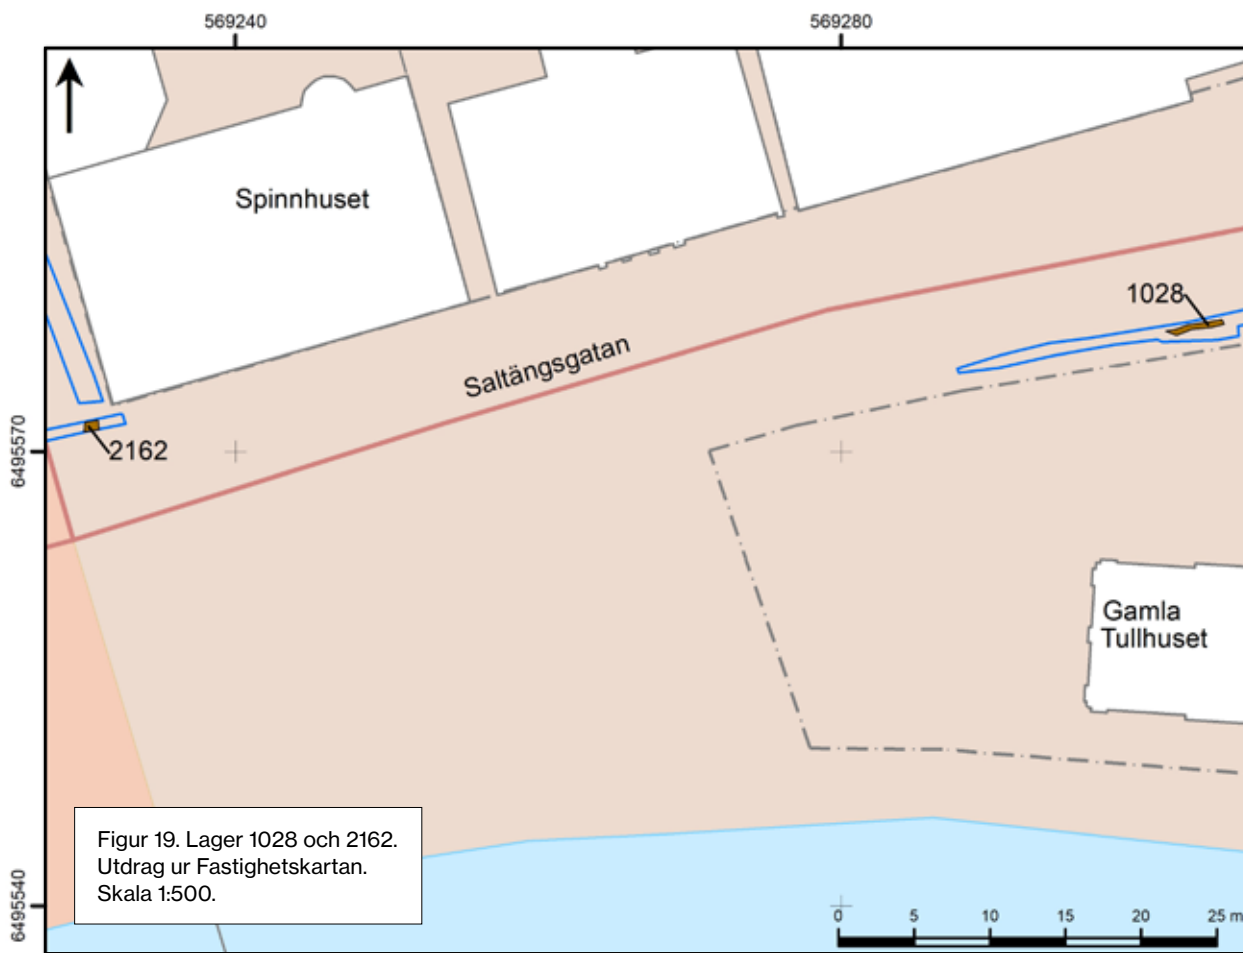 569240
569280
Spinnhuset
1028
Saltängsgatan
2162
6495570
Gamla
Tullhuset
Figur 19. Lager 1028 och 2162.
Utdrag ur Fastighetskartan.
Skala 1:500.
6495540
0 5 10 15 20 25 m